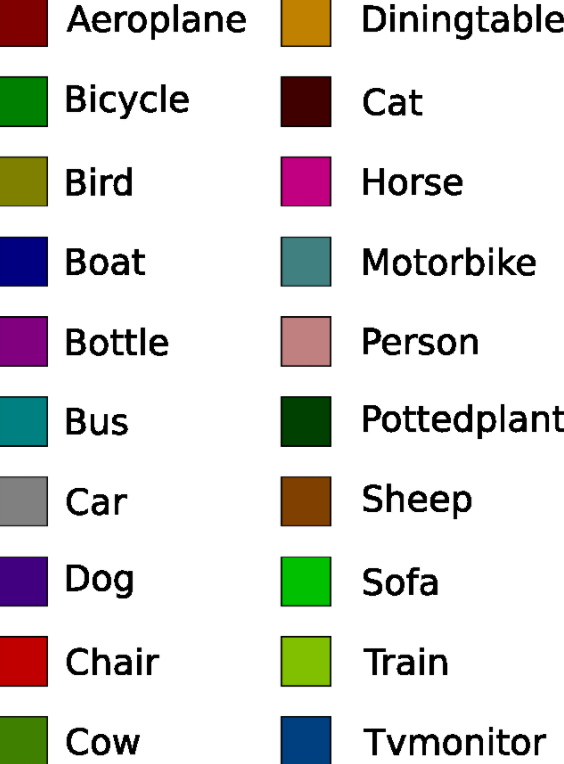 Aeroplane
Bicycle
Bird
Boat
Bottle
Bus
Car
Dog
Chair
Cow
Diningtable
Cat
Horse
Motorbike
Person
Pottedplant
Sheep
Sofa
Train
Tvmonitor